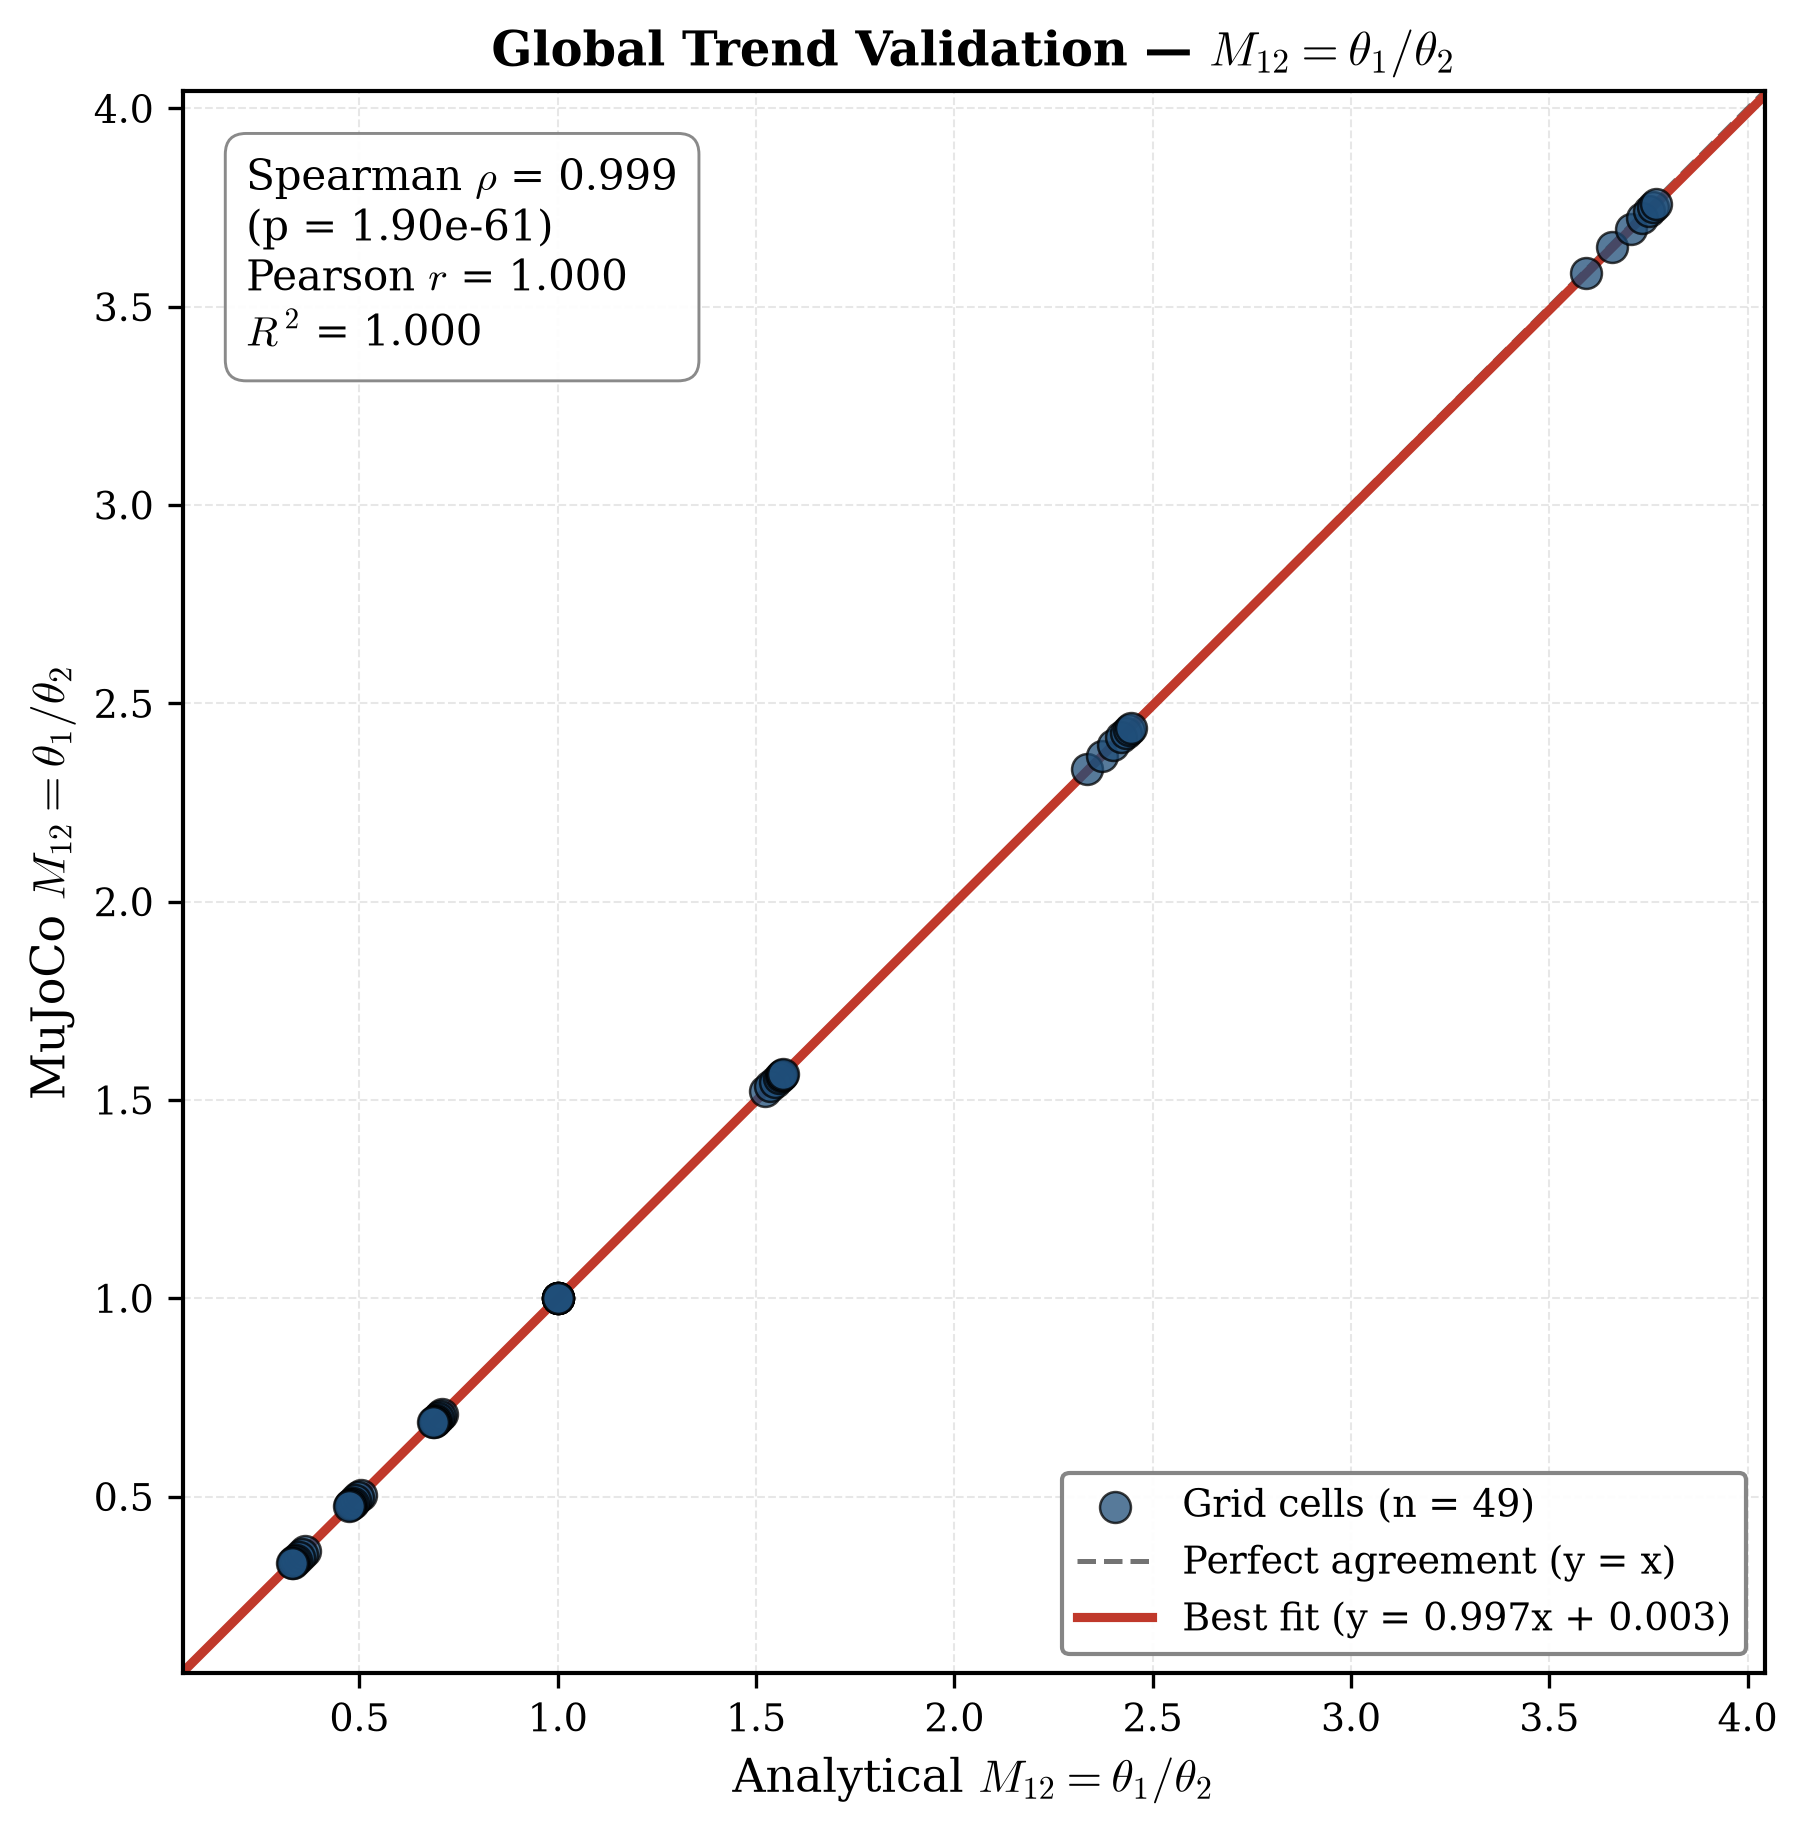 Global Trend Validation — M₁₂ = θ₁/θ₂
Spearman ρ = 0.999
(p = 1.90e-61)
Pearson r = 1.000
R² = 1.000
4.0
3.5
3.0
2.5
2.0
1.5
1.0
0.5
MuJoCo M₁₂ = θ₁/θ₂
Grid cells (n = 49)
Perfect agreement (y = x)
Best fit (y = 0.997x + 0.003)
0.5 1.0 1.5 2.0 2.5 3.0 3.5 4.0
Analytical M₁₂ = θ₁/θ₂